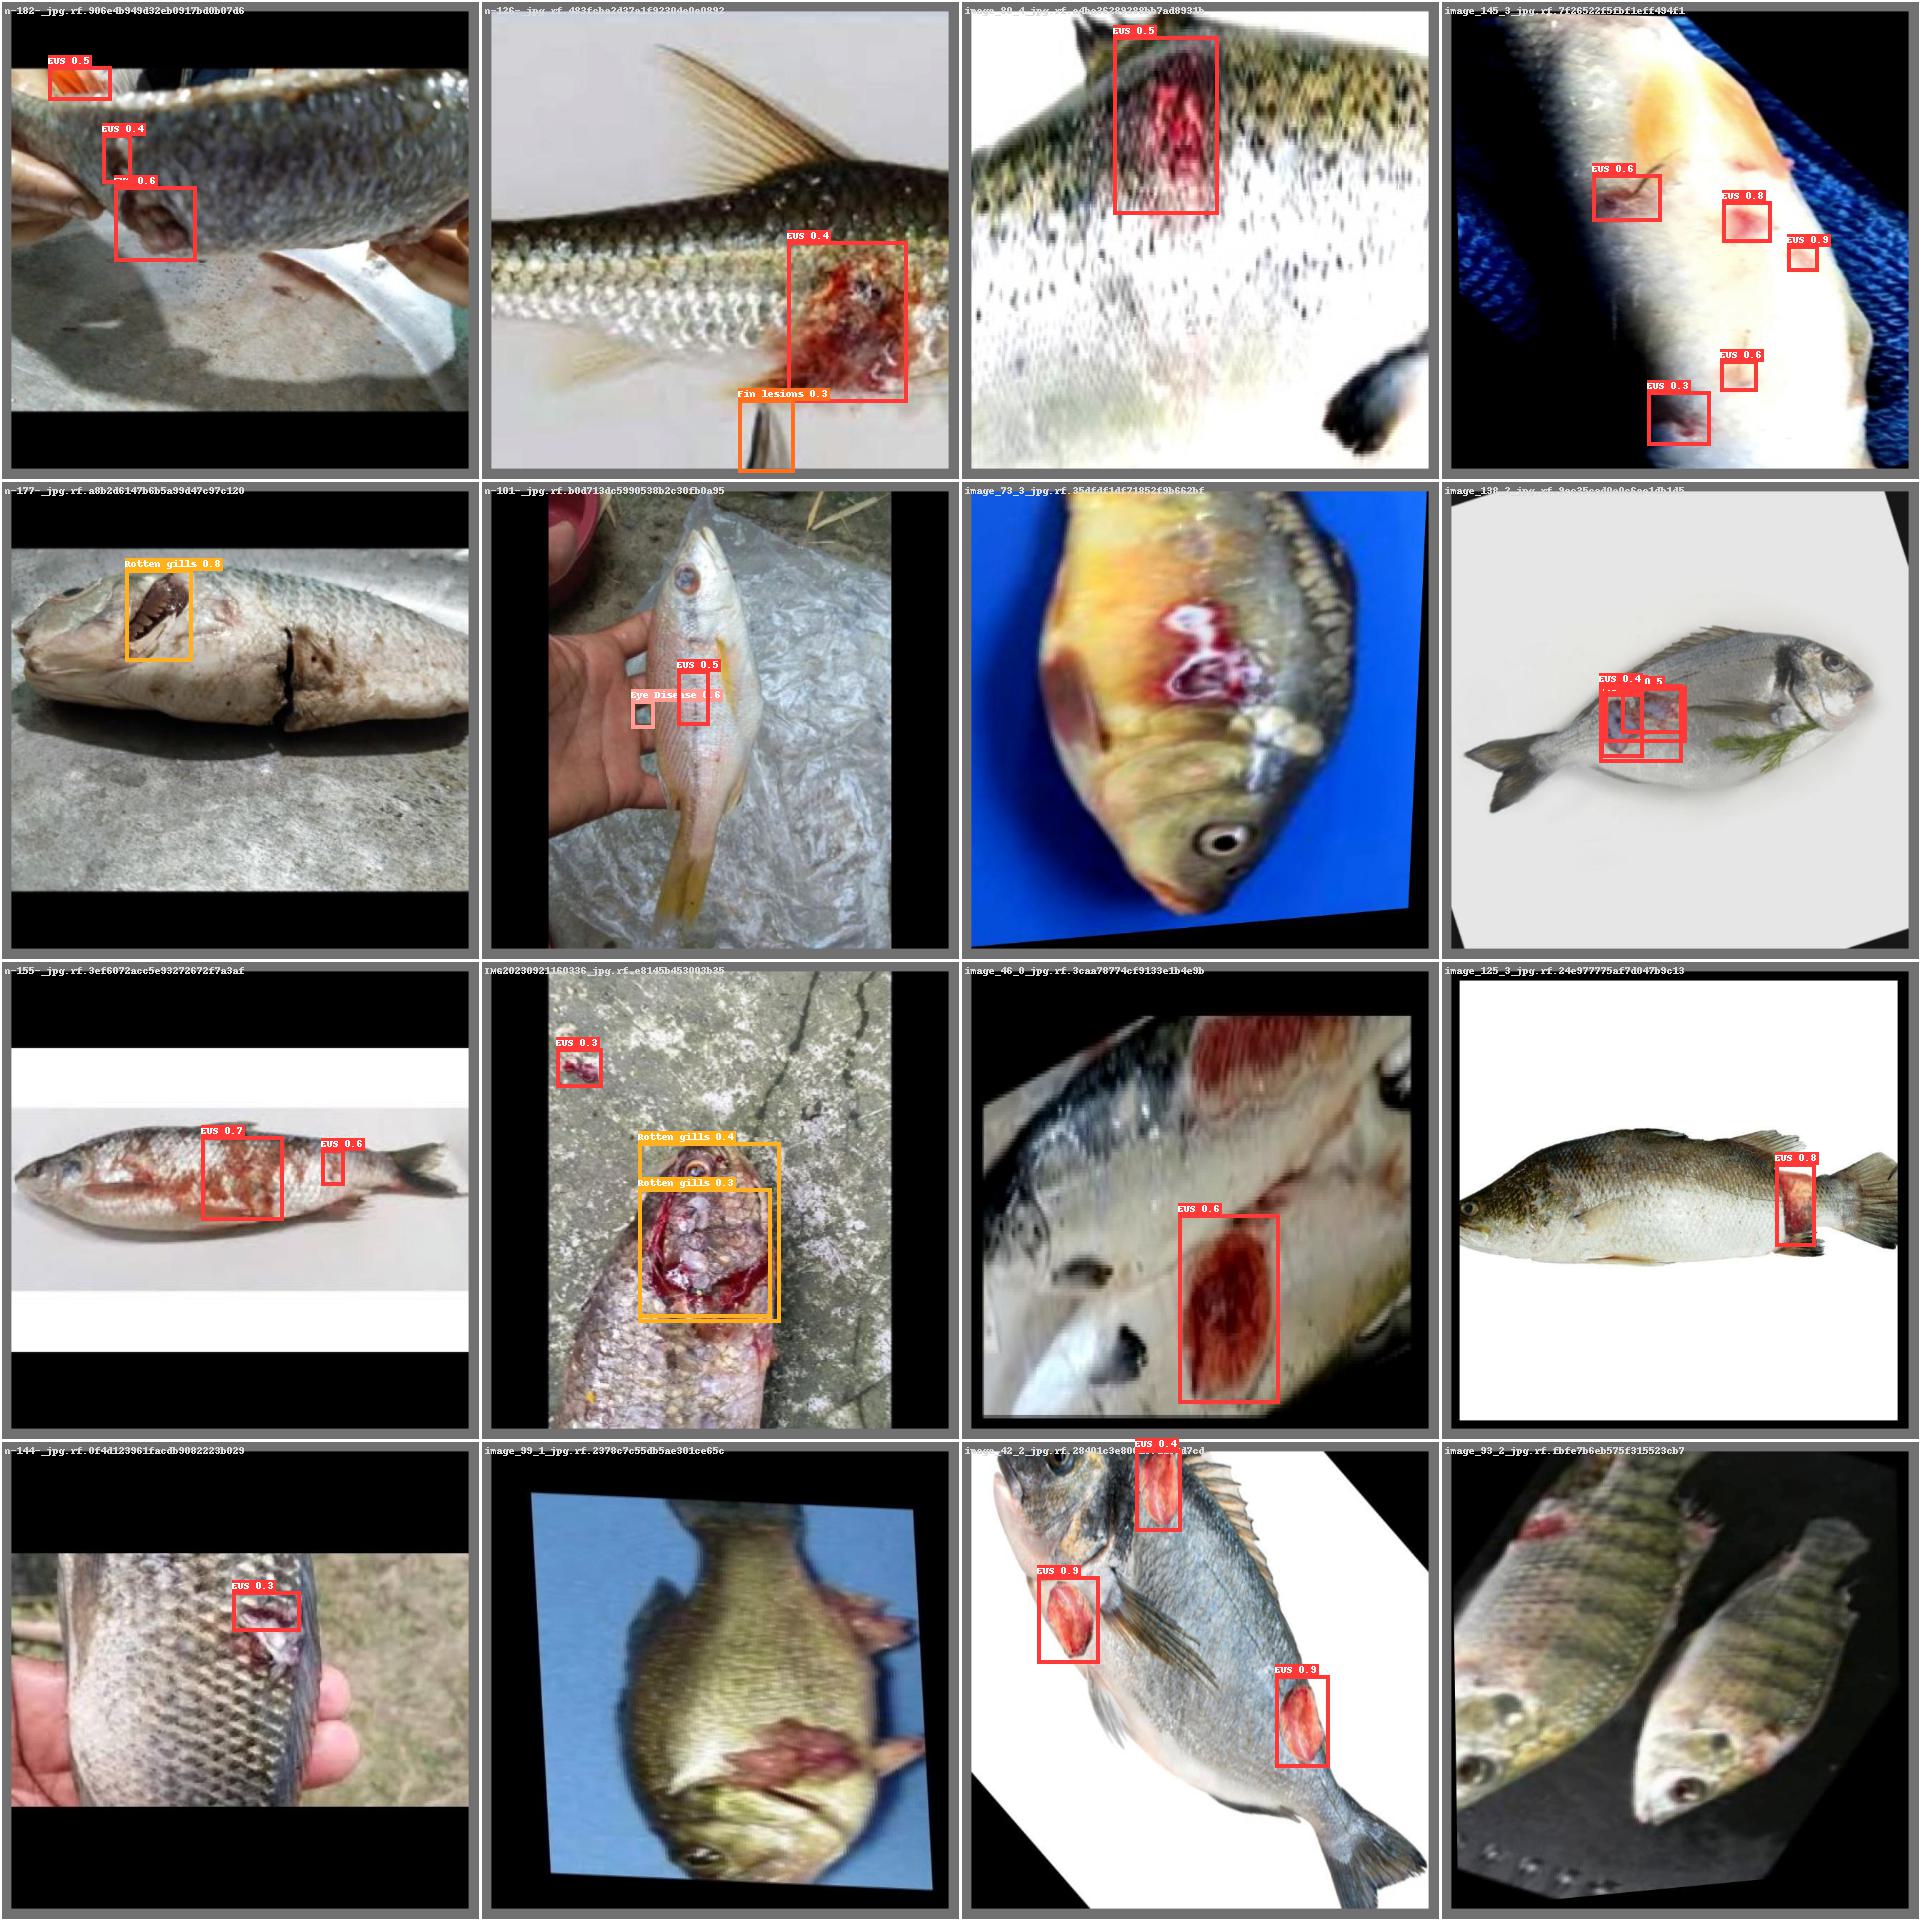 n-182-_jpg.rf.906e4b949d32eb0917bd0b07d6
EUS 0.5
EUS 0.4
0.6
EUS 0.4
Fin lesions 0.3
EUS 0.5
image_145_3_jpg.rf.7f26522f5fbf1eff494f1
EUS 0.6
EUS 0.8
EUS 0.9
EUS 0.6
EUS 0.3
n-177-_jpg.rf.a8b2d6147b6b5a99d47c97c120
Rotten gills 0.8
n-101-_jpg.rf.b0d713dc5990538b2c30fb0a95
EUS 0.5
Eye Disease 0.6
image_73_3_jpg.rf.35dfdf1df71852f9b662bf
EUS 0.4
0.5
n-155-_jpg.rf.3ef6072acc5e93272672f7a3af
EUS 0.7
EUS 0.6
IMG20230921160336_jpg.rf.e8145b453003b35
EUS 0.3
Rotten gills 0.4
Rotten gills 0.3
image_46_0_jpg.rf.3caa78774cf9133e1b4e9b
EUS 0.6
image_125_3_jpg.rf.24e977775af7d047b9c13
EUS 0.8
n-144-_jpg.rf.0f4d123961facdb9082223b029
EUS 0.3
image_99_1_jpg.rf.2378c7c55db5ae301ce65c
EUS 0.4
EUS 0.9
EUS 0.9
image_93_2_jpg.rf.fbfe7b6eb575f315523cb7